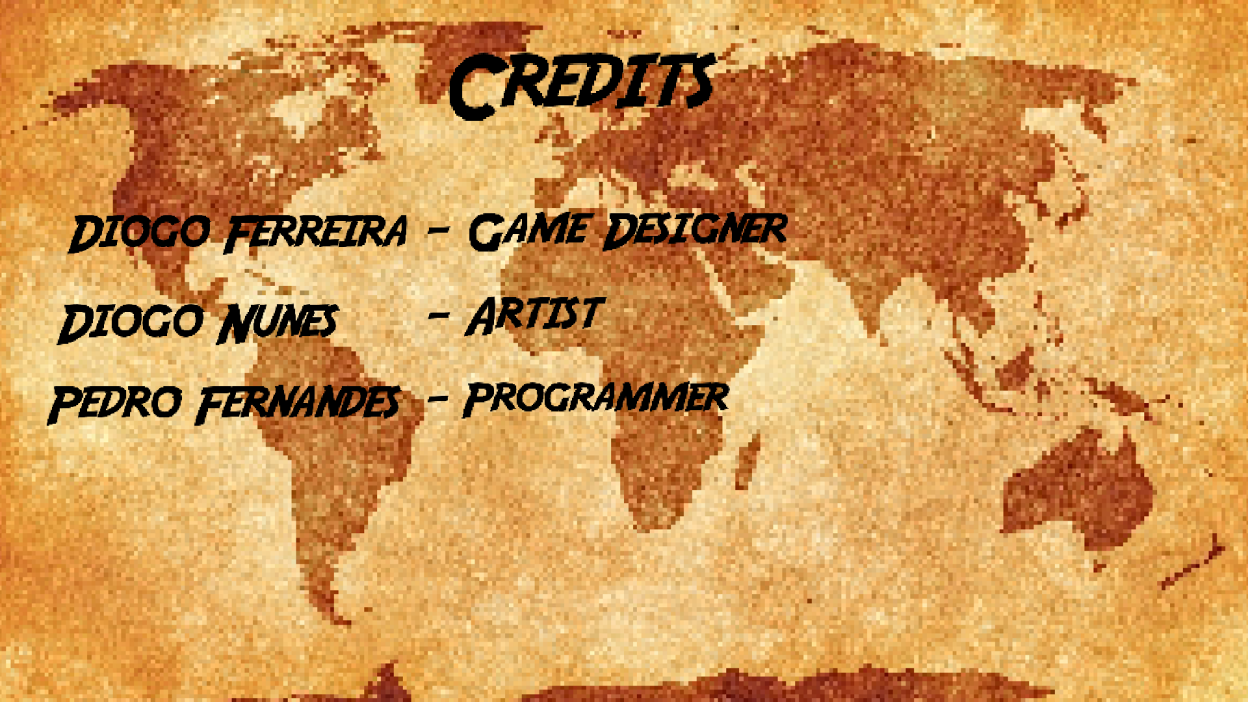 Credits
Diogo Ferreira - Game Designer
Diogo Nunes - Artist
Pedro Fernandes - Programmer